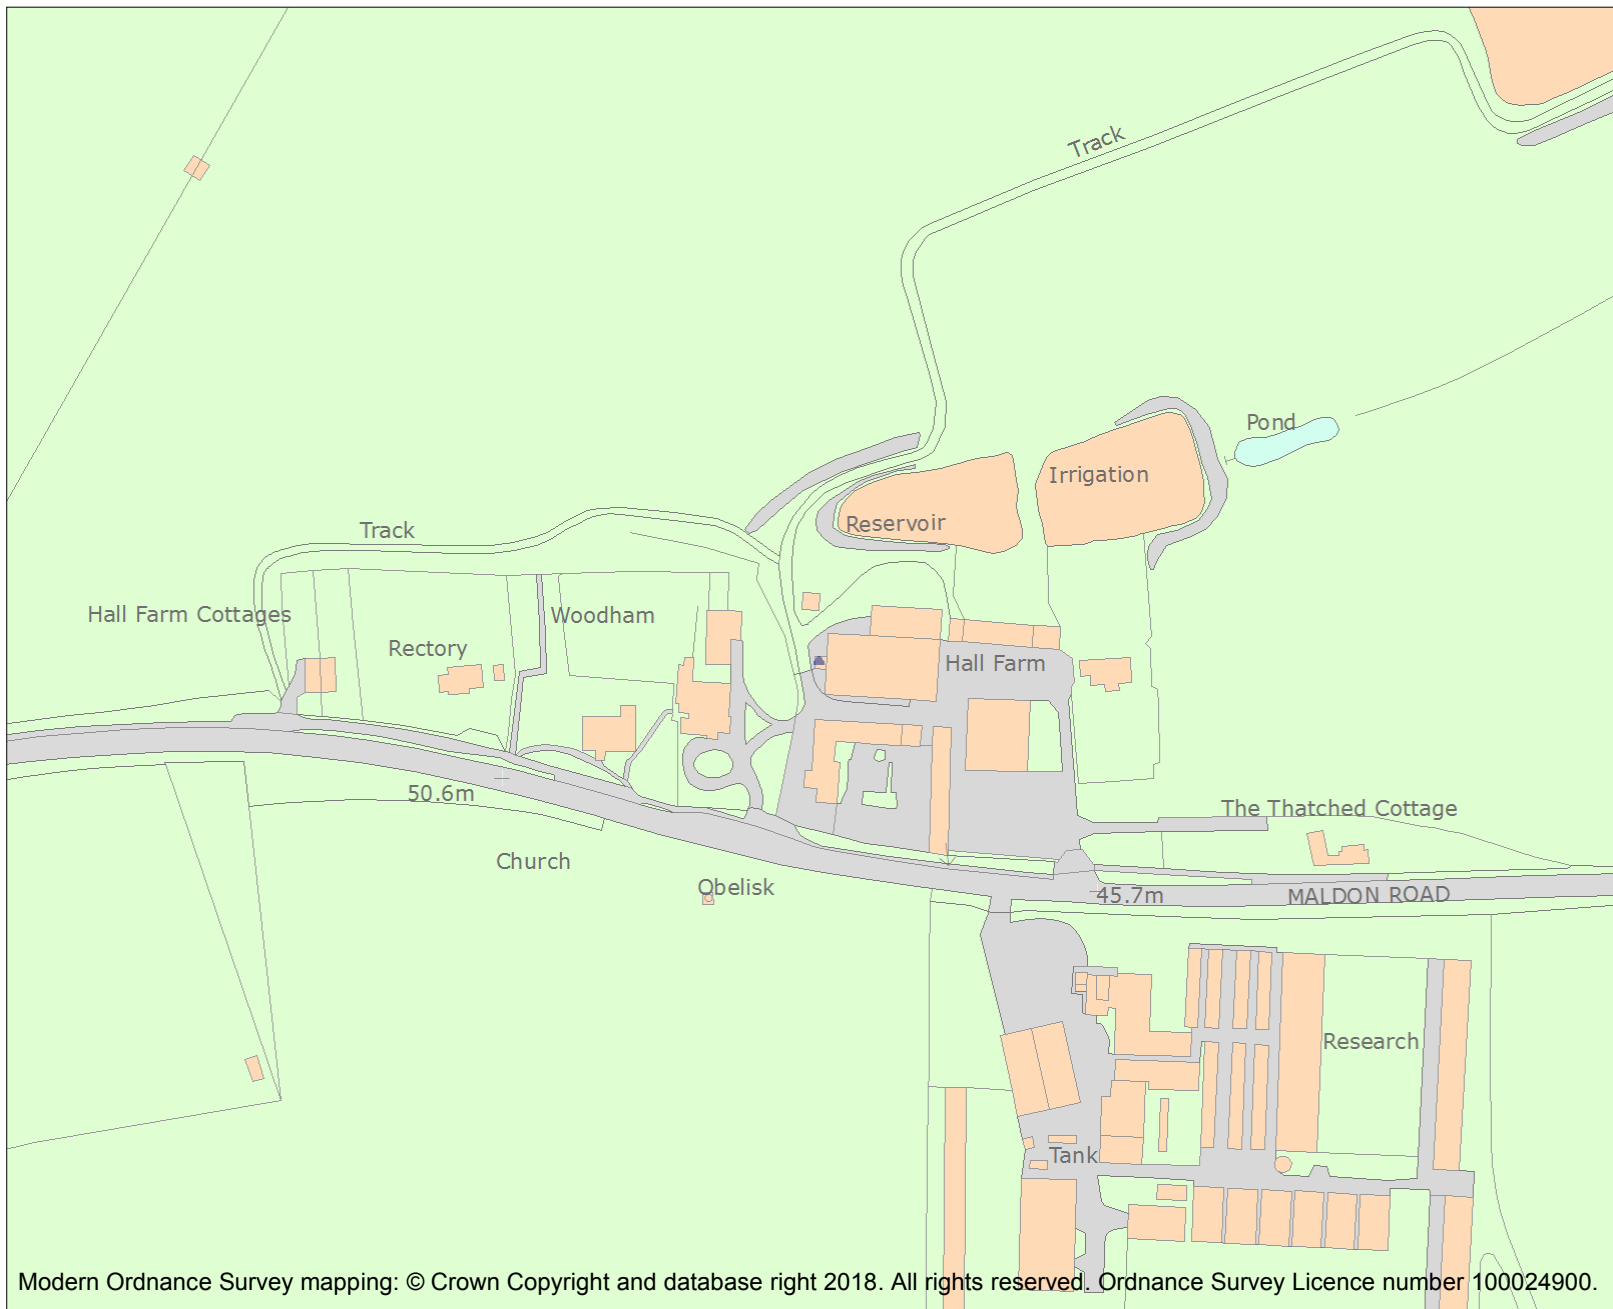 Track
Pond
Irrigation
Reservoir
Track
Hall Farm Cottages
Woodham
Rectory
Hall Farm
50.6m
The Thatched Cottage
Church
Obelisk
45.7m
MALDON ROAD
Research
Tank
Modern Ordnance Survey mapping: © Crown Copyright and database right 2018. All rights reserved. Ordnance Survey Licence number 100024900.